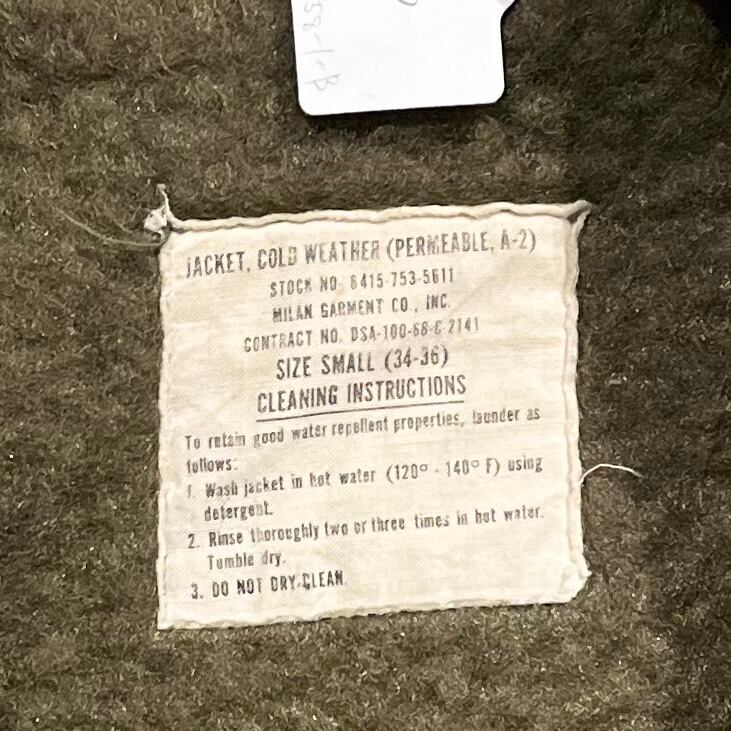 JACKET, COLD WEATHER (PERMEABLE, A-2)
STOCK NO. 8415-753-5611
MILAN GARMENT CO., INC.
CONTRACT NO. DSA-100-68-C-2141
SIZE SMALL (34-36)
CLEANING INSTRUCTIONS
To retain good water repellent properties, launder as
follows:
1. Wash jacket in hot water (120° - 140° F) using
detergent.
2. Rinse thoroughly two or three times in hot water.
Tumble dry.
3. DO NOT DRY-CLEAN.